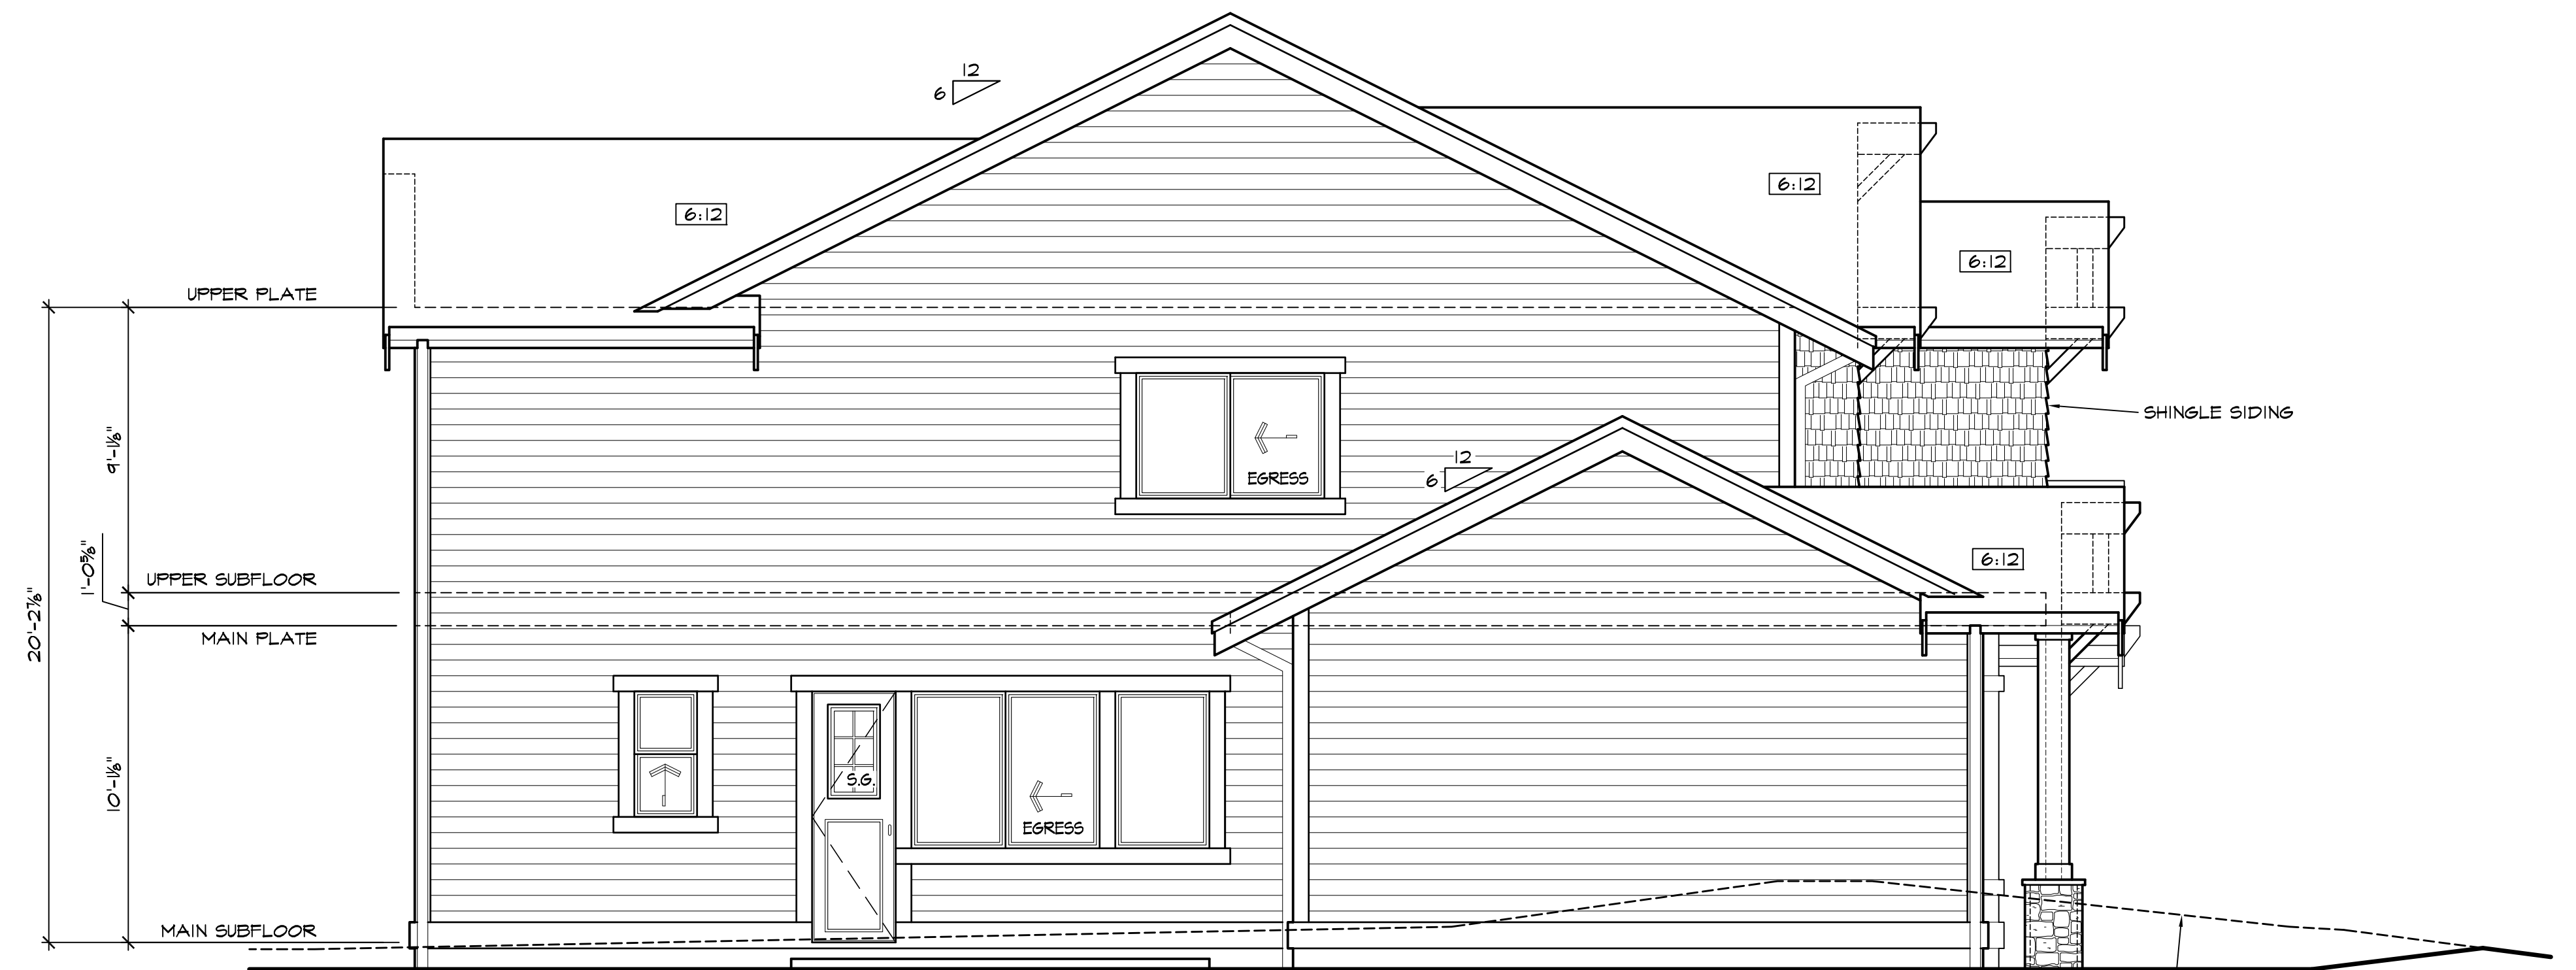 12
6
6:12
6:12
6:12
UPPER PLATE
SHINGLE SIDING
9'-1⅛"
12
6
EGRESS
1'-0⅝"
6:12
UPPER SUBFLOOR
20'-2⅞"
MAIN PLATE
10'-1⅛"
S.G.
EGRESS
MAIN SUBFLOOR